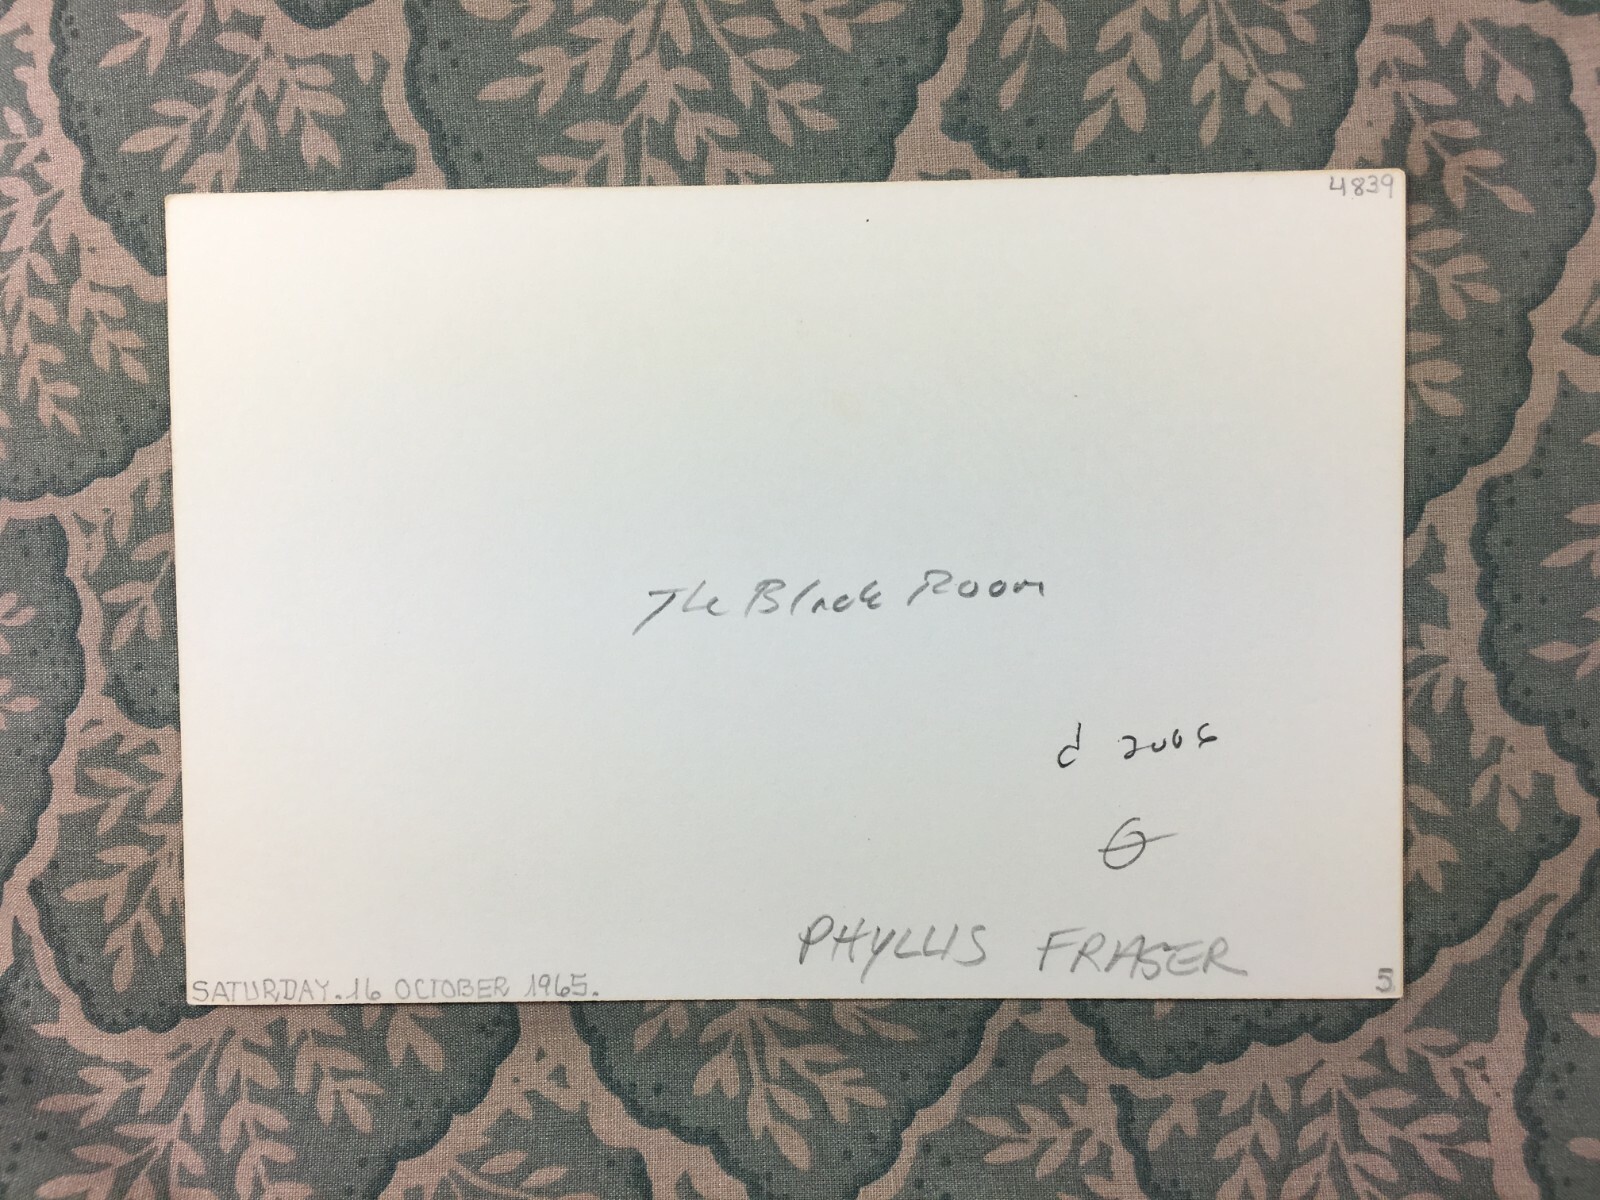 4839
The Black Room
d 2006
PHYLLIS FRASER
SATURDAY. 16 OCTOBER 1965.
5